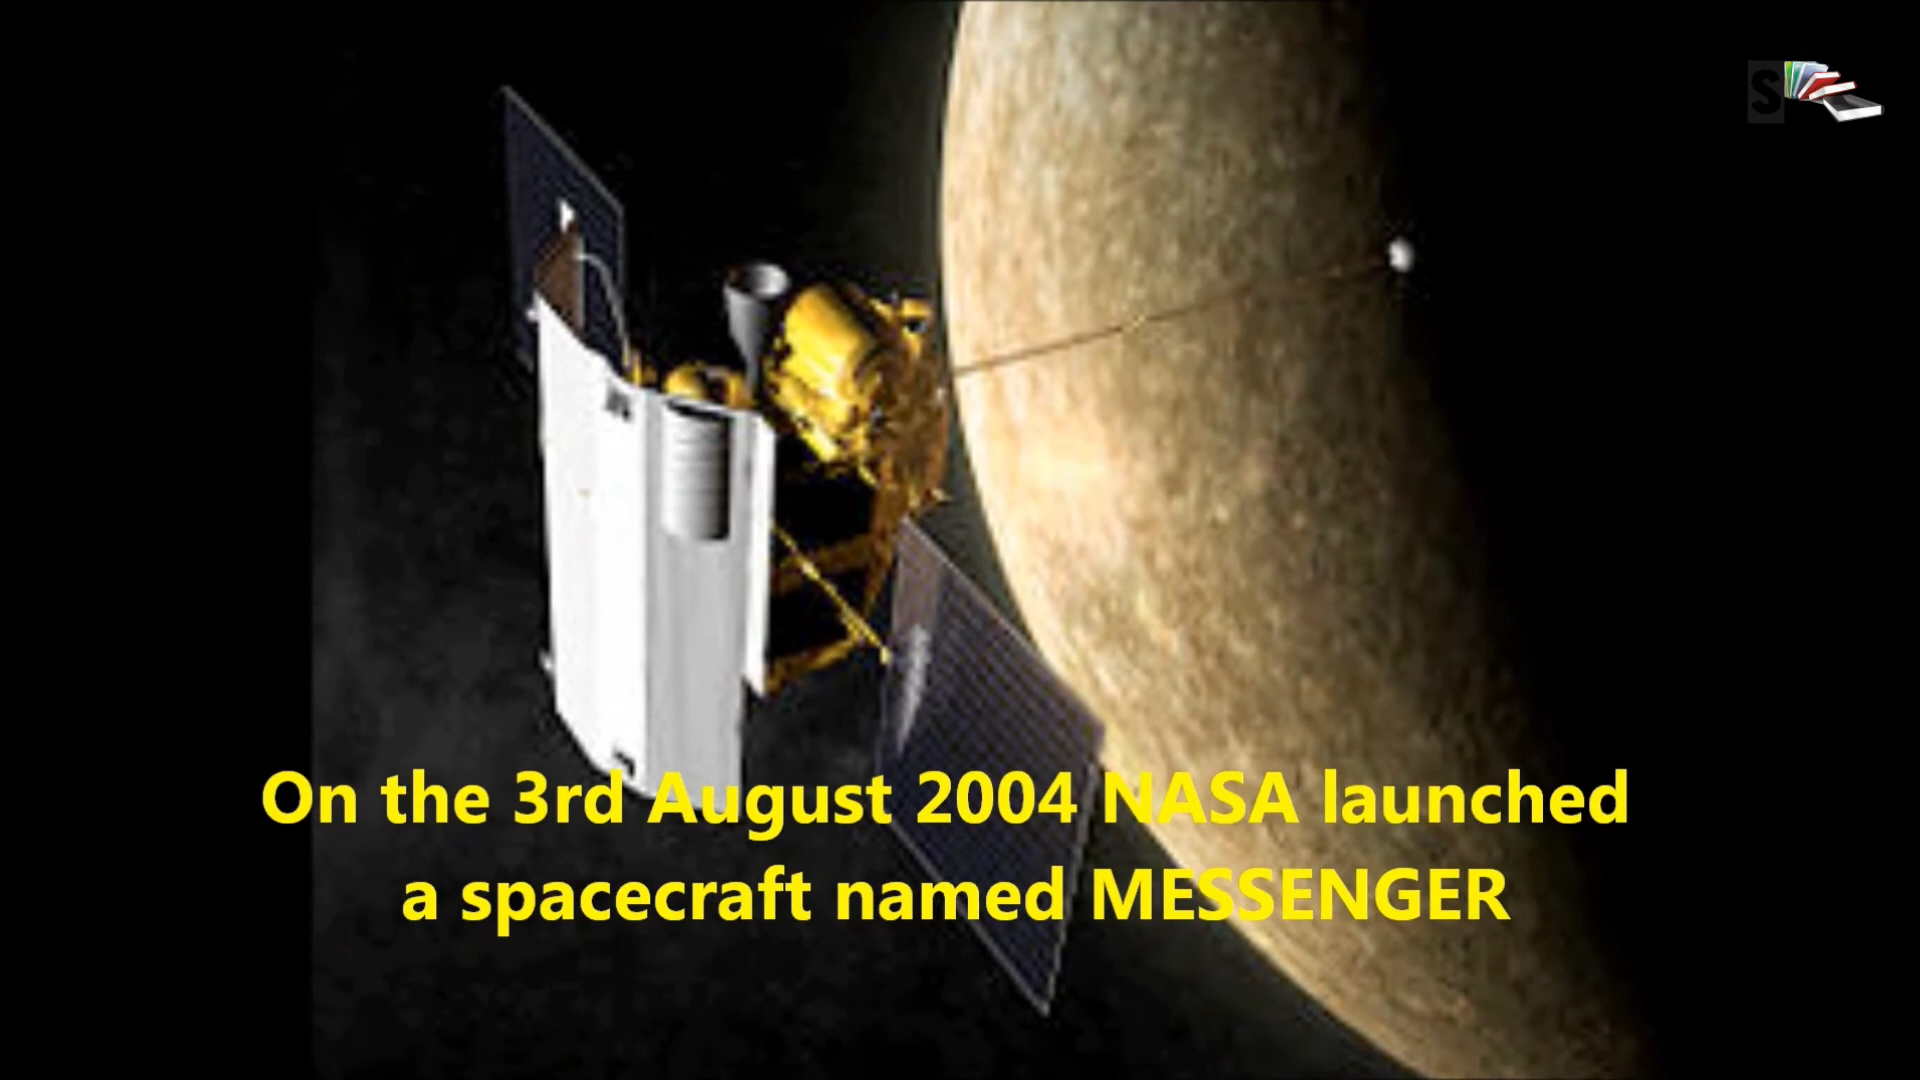 S
On the 3rd August 2004 NASA launched
a spacecraft named MESSENGER